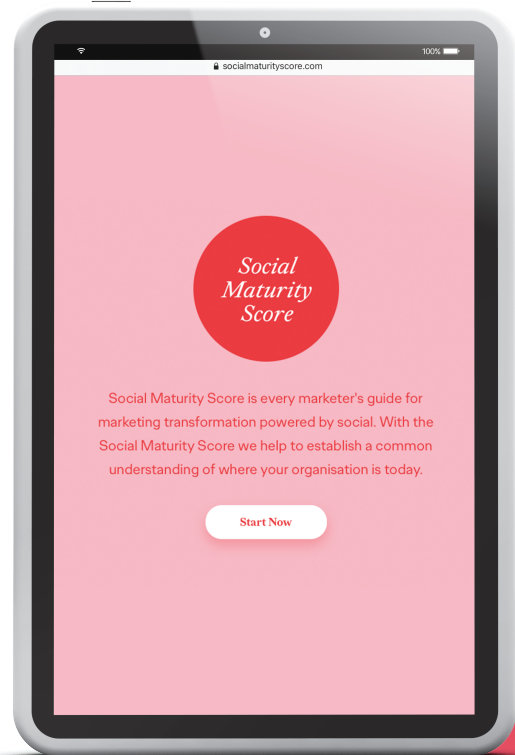 100%
socialmaturityscore.com
Social
Maturity
Score
Social Maturity Score is every marketer's guide for
marketing transformation powered by social. With the
Social Maturity Score we help to establish a common
understanding of where your organisation is today.
Start Now